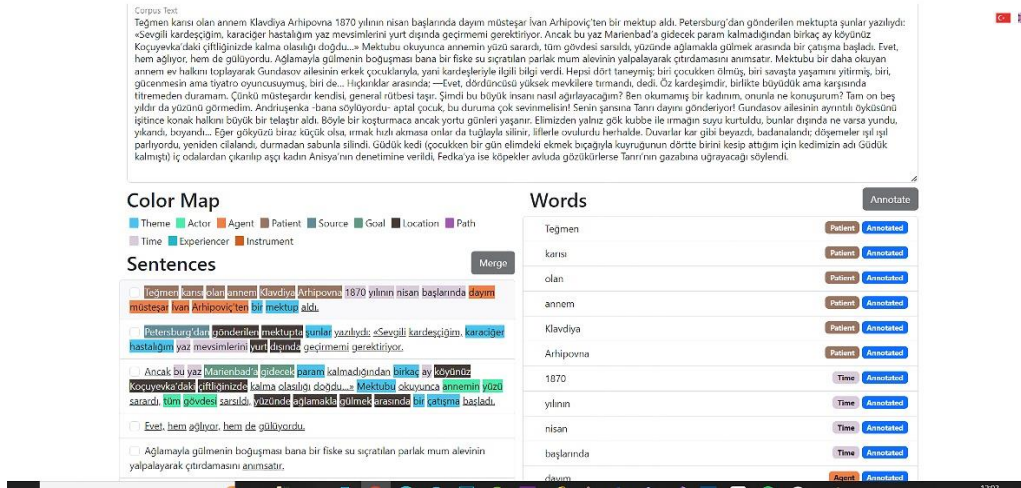 Corpus Text
Teğmen karısı olan annem Klavdiya Arhipovna 1870 yılının nisan başlarında dayım müsteşar İvan Arhipoviç'ten bir mektup aldı. Petersburg'dan gönderilen mektupta şunlar yazılıydı:
«Sevgili kardeşçiğim, karaciğer hastalığım yaz mevsimlerini yurt dışında geçirmemi gerektiriyor. Ancak bu yaz Marienbad'a gidecek param kalmadığından birkaç ay köyünüz
Koçuyevka'daki çiftliğinizde kalma olasılığı doğdu...» Mektubu okuyunca annemin yüzü sarardı, tüm gövdesi sarsıldı, yüzünde ağlamakla gülmek arasında bir çatışma başladı. Evet,
hem ağlıyor, hem de gülüyordu. Ağlamayla gülmenin boğuşması bana bir fiske su sıçratılan parlak mum alevinin yalpalayarak çıtırdamasını anımsatır. Mektubu bir daha okuyan
annem ev halkını toplayarak Gundasov ailesinin erkek çocuklarıyla, yani kardeşleriyle ilgili bilgi verdi. Hepsi dört taneymiş; biri çocukken ölmüş, biri savaşta yaşamını yitirmiş, biri,
gücenmesin ama tiyatro oyuncusuymuş, biri de... Hıçkırıklar arasında; —Evet, dördüncüsü yüksek mevkilere tırmandı, dedi. Öz kardeşimdir, birlikte büyüdük ama karşısında
titremeden duramam. Çünkü müsteşardır kendisi, general rütbesi taşır. Şimdi bu büyük insanı nasıl ağırlayacağım? Ben okumamış bir kadınım, onunla ne konuşurum? Tam on beş
yıldır da yüzünü görmedim. Andriuşenka -bana söylüyordu- aptal çocuk, bu duruma çok sevinmelisin! Senin şansına Tanrı dayını gönderiyor! Gundasov ailesinin ayrıntılı öyküsünü
işitince konak halkını büyük bir telaştır aldı. Böyle bir koşturmaca ancak yortu günleri yaşanır. Elimizden yalnız gök kubbe ile ırmağın suyu kurtuldu, bunlar dışında ne varsa yundu,
yıkandı, boyandı... Eğer gökyüzü biraz küçük olsa, ırmak hızlı akmasa onlar da tuğlayla silinir, liflerle ovulurdu herhalde. Duvarlar kar gibi beyazdı, badanalandı; döşemeler ışıl ışıl
parlıyordu, yeniden cilalandı, durmadan sabunla silindi. Güdük kedi (çocukken bir gün elimdeki ekmek bıçağıyla kuyruğunun dörtte birini kesip attığım için kedimizin adı Güdük
kalmıştı) iç odalardan çıkarılıp aşçı kadın Anisya'nın denetimine verildi, Fedka'ya ise köpekler avluda gözükürlerse Tanrı'nın gazabına uğrayacağı söylendi.
Color Map
Theme Actor Agent Patient Source Goal Location Path
Time Experiencer Instrument
Sentences Merge
Teğmen karısı olan annem Klavdiya Arhipovna 1870 yılının nisan başlarında dayım
müsteşar İvan Arhipoviç'ten bir mektup aldı.
Petersburg'dan gönderilen mektupta şunlar yazılıydı: «Sevgili kardeşçiğim, karaciğer
hastalığım yaz mevsimlerini yurt dışında geçirmemi gerektiriyor.
Ancak bu yaz Marienbad'a gidecek param kalmadığından birkaç ay köyünüz
Koçuyevka'daki çiftliğinizde kalma olasılığı doğdu...» Mektubu okuyunca annemin yüzü
sarardı, tüm gövdesi sarsıldı, yüzünde ağlamakla gülmek arasında bir çatışma başladı.
Evet, hem ağlıyor, hem de gülüyordu.
Ağlamayla gülmenin boğuşması bana bir fiske su sıçratılan parlak mum alevinin
yalpalayarak çıtırdamasını anımsatır.
Words Annotate
Teğmen Patient Annotated
karısı Patient Annotated
olan Patient Annotated
annem Patient Annotated
Klavdiya Patient Annotated
Arhipovna Patient Annotated
1870 Time Annotated
yılının Time Annotated
nisan Time Annotated
başlarında Time Annotated
dayım Agent Annotated